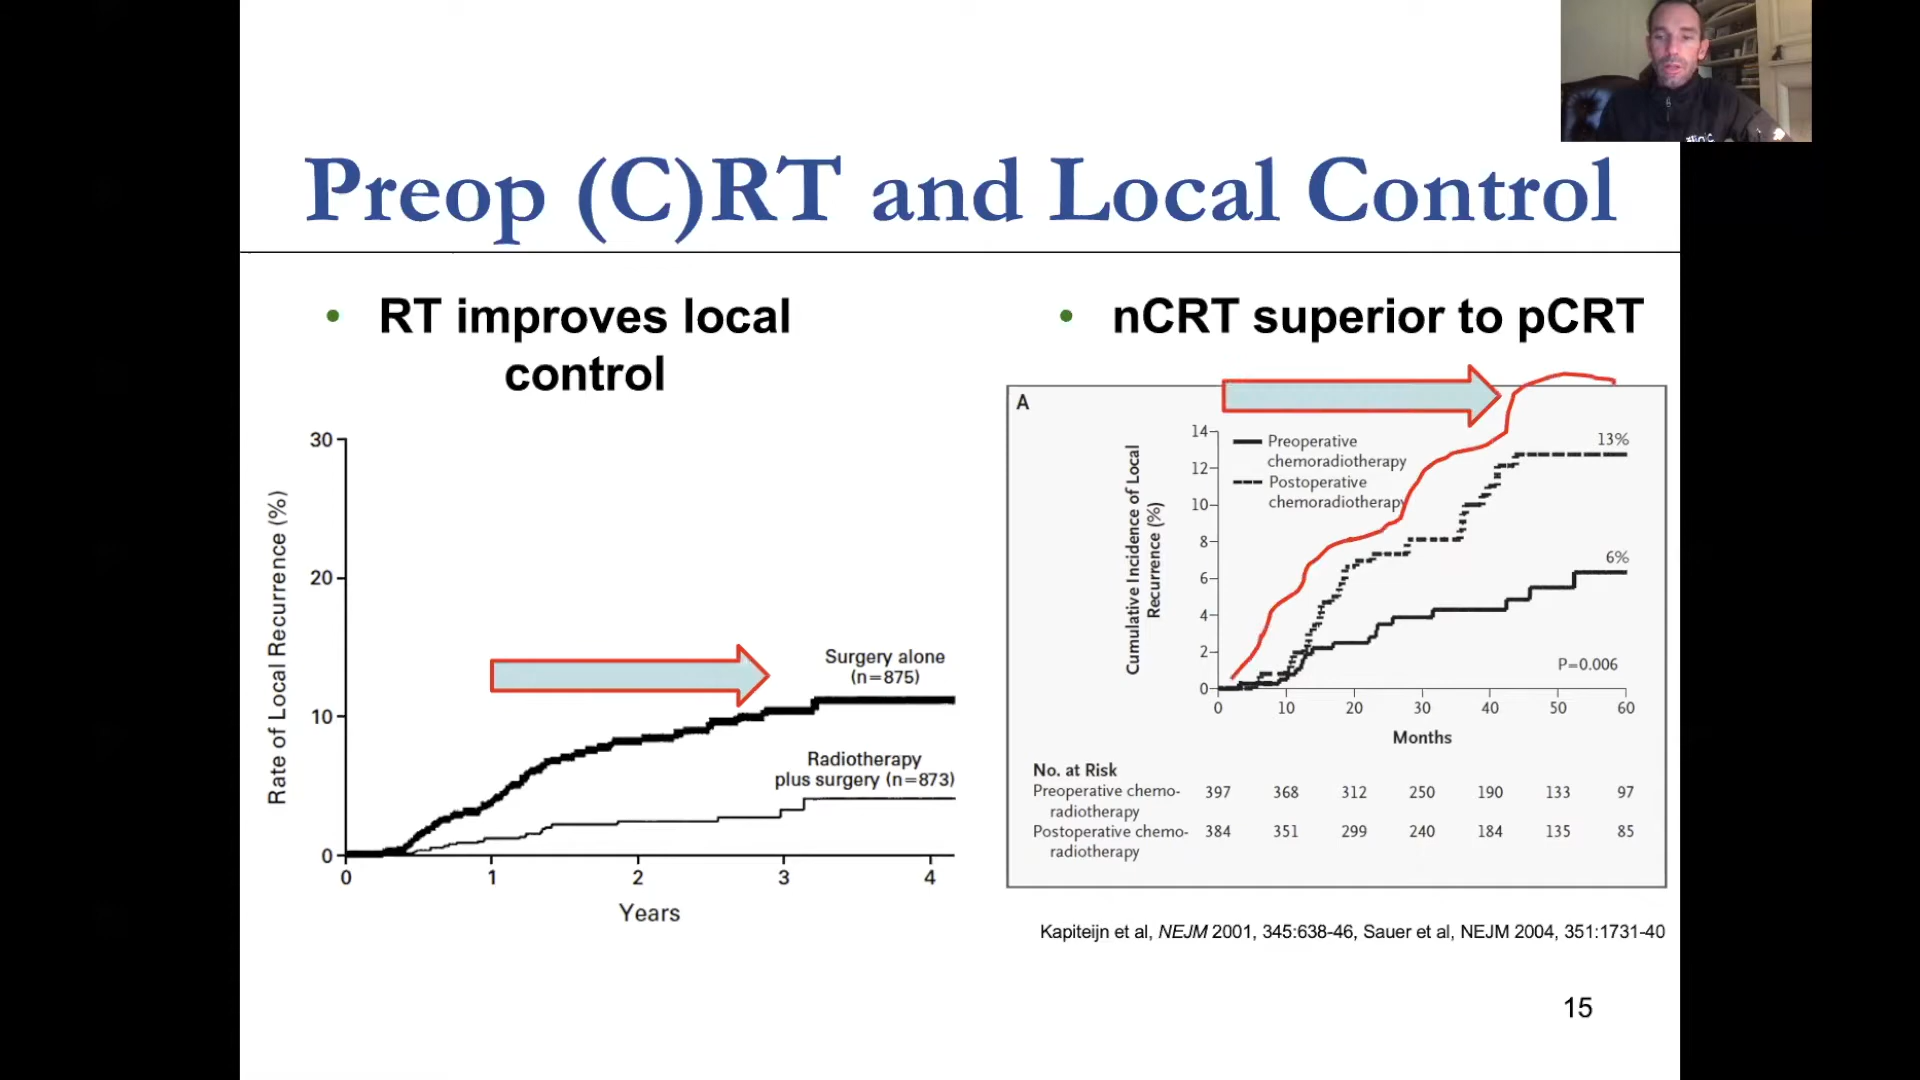 Preop (C)RT and Local Control
• RT improves local
control
• nCRT superior to pCRT
30
20
10
0
Rate of Local Recurrence (%)
Surgery alone
(n=875)
Radiotherapy
plus surgery (n=873)
0 1 2 3 4
Years
A
Cumulative Incidence of Local
Recurrence (%)
14
12
10
8
6
4
2
0
Preoperative
chemoradiotherapy
Postoperative
chemoradiotherapy
13%
6%
P=0.006
0 10 20 30 40 50 60
Months
No. at Risk
Preoperative chemo-
radiotherapy
397 368 312 250 190 133 97
Postoperative chemo-
radiotherapy
384 351 299 240 184 135 85
Kapiteijn et al, NEJM 2001, 345:638-46, Sauer et al, NEJM 2004, 351:1731-40
15